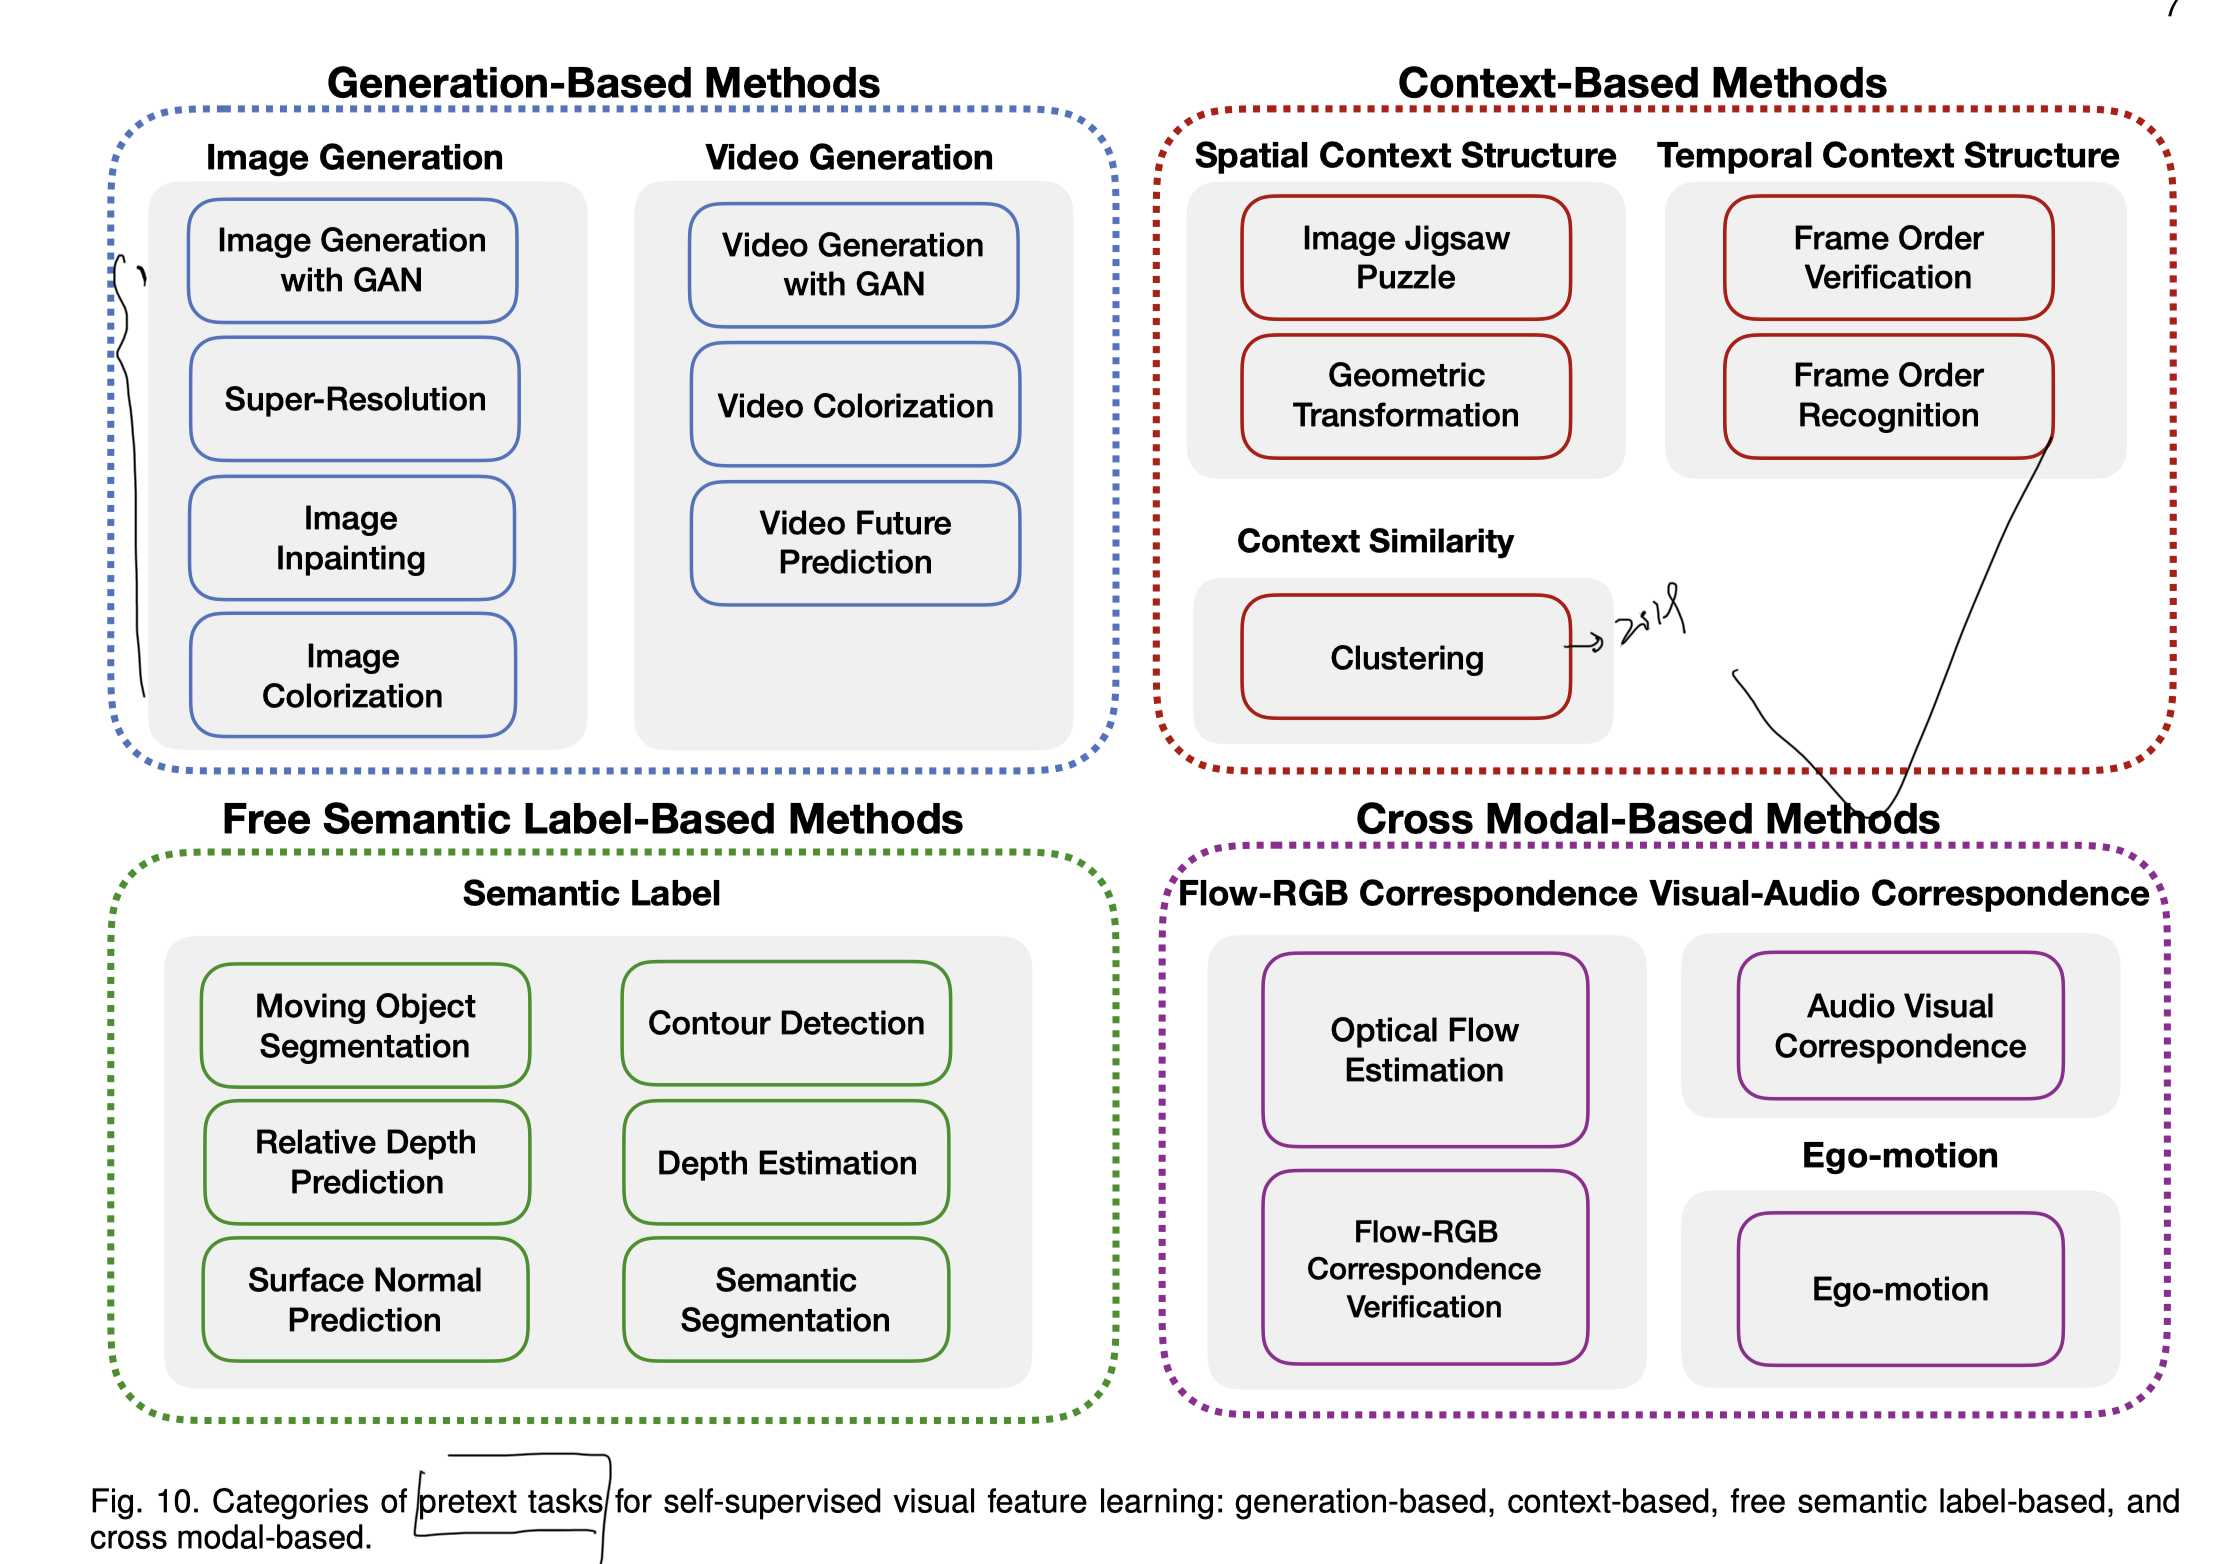 7
Generation-Based Methods
Image Generation
Image Generation
with GAN
Super-Resolution
Image
Inpainting
Image
Colorization
Video Generation
Video Generation
with GAN
Video Colorization
Video Future
Prediction
Context-Based Methods
Spatial Context Structure
Image Jigsaw
Puzzle
Geometric
Transformation
Temporal Context Structure
Frame Order
Verification
Frame Order
Recognition
Context Similarity
Clustering
→ 2019
Free Semantic Label-Based Methods
Semantic Label
Moving Object
Segmentation
Contour Detection
Relative Depth
Prediction
Depth Estimation
Surface Normal
Prediction
Semantic
Segmentation
Cross Modal-Based Methods
Flow-RGB Correspondence
Optical Flow
Estimation
Flow-RGB
Correspondence
Verification
Visual-Audio Correspondence
Audio Visual
Correspondence
Ego-motion
Ego-motion
Fig. 10. Categories of pretext tasks for self-supervised visual feature learning: generation-based, context-based, free semantic label-based, and
cross modal-based.